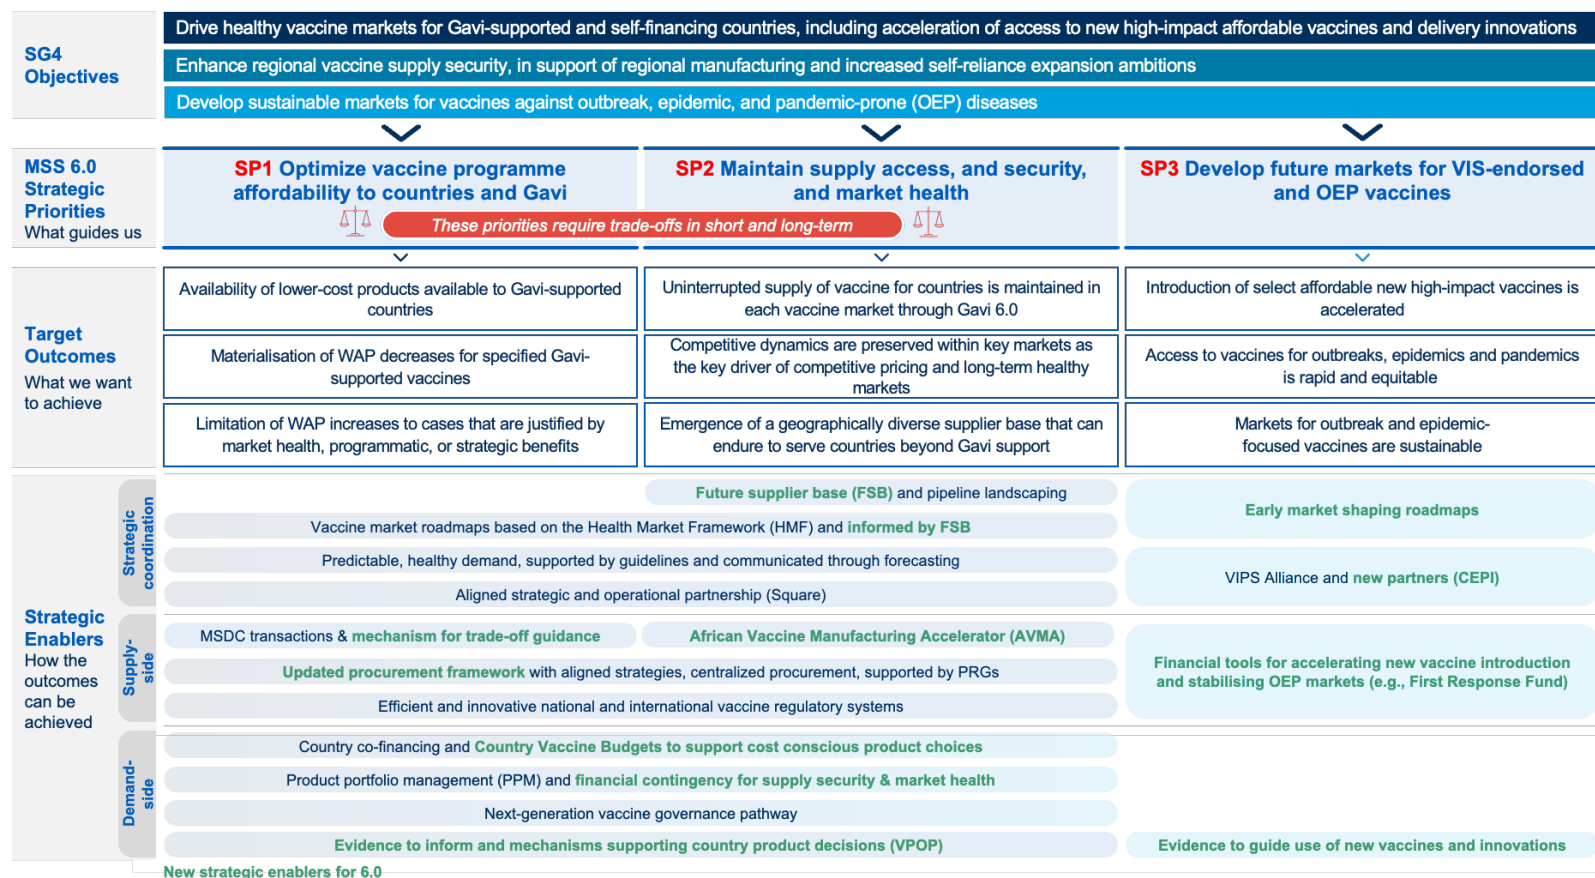 SG4
Objectives
Drive healthy vaccine markets for Gavi-supported and self-financing countries, including acceleration of access to new high-impact affordable vaccines and delivery innovations
Enhance regional vaccine supply security, in support of regional manufacturing and increased self-reliance expansion ambitions
Develop sustainable markets for vaccines against outbreak, epidemic, and pandemic-prone (OEP) diseases
MSS 6.0
Strategic
Priorities
What guides us
SP1 Optimize vaccine programme
affordability to countries and Gavi
SP2 Maintain supply access, and security,
and market health
These priorities require trade-offs in short and long-term
SP3 Develop future markets for VIS-endorsed
and OEP vaccines
Target
Outcomes
What we want
to achieve
Availability of lower-cost products available to Gavi-supported
countries
Uninterrupted supply of vaccine for countries is maintained in
each vaccine market through Gavi 6.0
Introduction of select affordable new high-impact vaccines is
accelerated
Materialisation of WAP decreases for specified Gavi-
supported vaccines
Competitive dynamics are preserved within key markets as
the key driver of competitive pricing and long-term healthy
markets
Access to vaccines for outbreaks, epidemics and pandemics
is rapid and equitable
Limitation of WAP increases to cases that are justified by
market health, programmatic, or strategic benefits
Emergence of a geographically diverse supplier base that can
endure to serve countries beyond Gavi support
Markets for outbreak and epidemic-
focused vaccines are sustainable
Strategic
Enablers
How the
outcomes
can be
achieved
Strategic
coordination
Future supplier base (FSB) and pipeline landscaping
Vaccine market roadmaps based on the Health Market Framework (HMF) and informed by FSB
Predictable, healthy demand, supported by guidelines and communicated through forecasting
Aligned strategic and operational partnership (Square)
Early market shaping roadmaps
VIPS Alliance and new partners (CEPI)
Supply-
side
MSDC transactions & mechanism for trade-off guidance
African Vaccine Manufacturing Accelerator (AVMA)
Updated procurement framework with aligned strategies, centralized procurement, supported by PRGs
Efficient and innovative national and international vaccine regulatory systems
Financial tools for accelerating new vaccine introduction
and stabilising OEP markets (e.g., First Response Fund)
Demand-
side
Country co-financing and Country Vaccine Budgets to support cost conscious product choices
Product portfolio management (PPM) and financial contingency for supply security & market health
Next-generation vaccine governance pathway
Evidence to inform and mechanisms supporting country product decisions (VPOP)
Evidence to guide use of new vaccines and innovations
New strategic enablers for 6.0